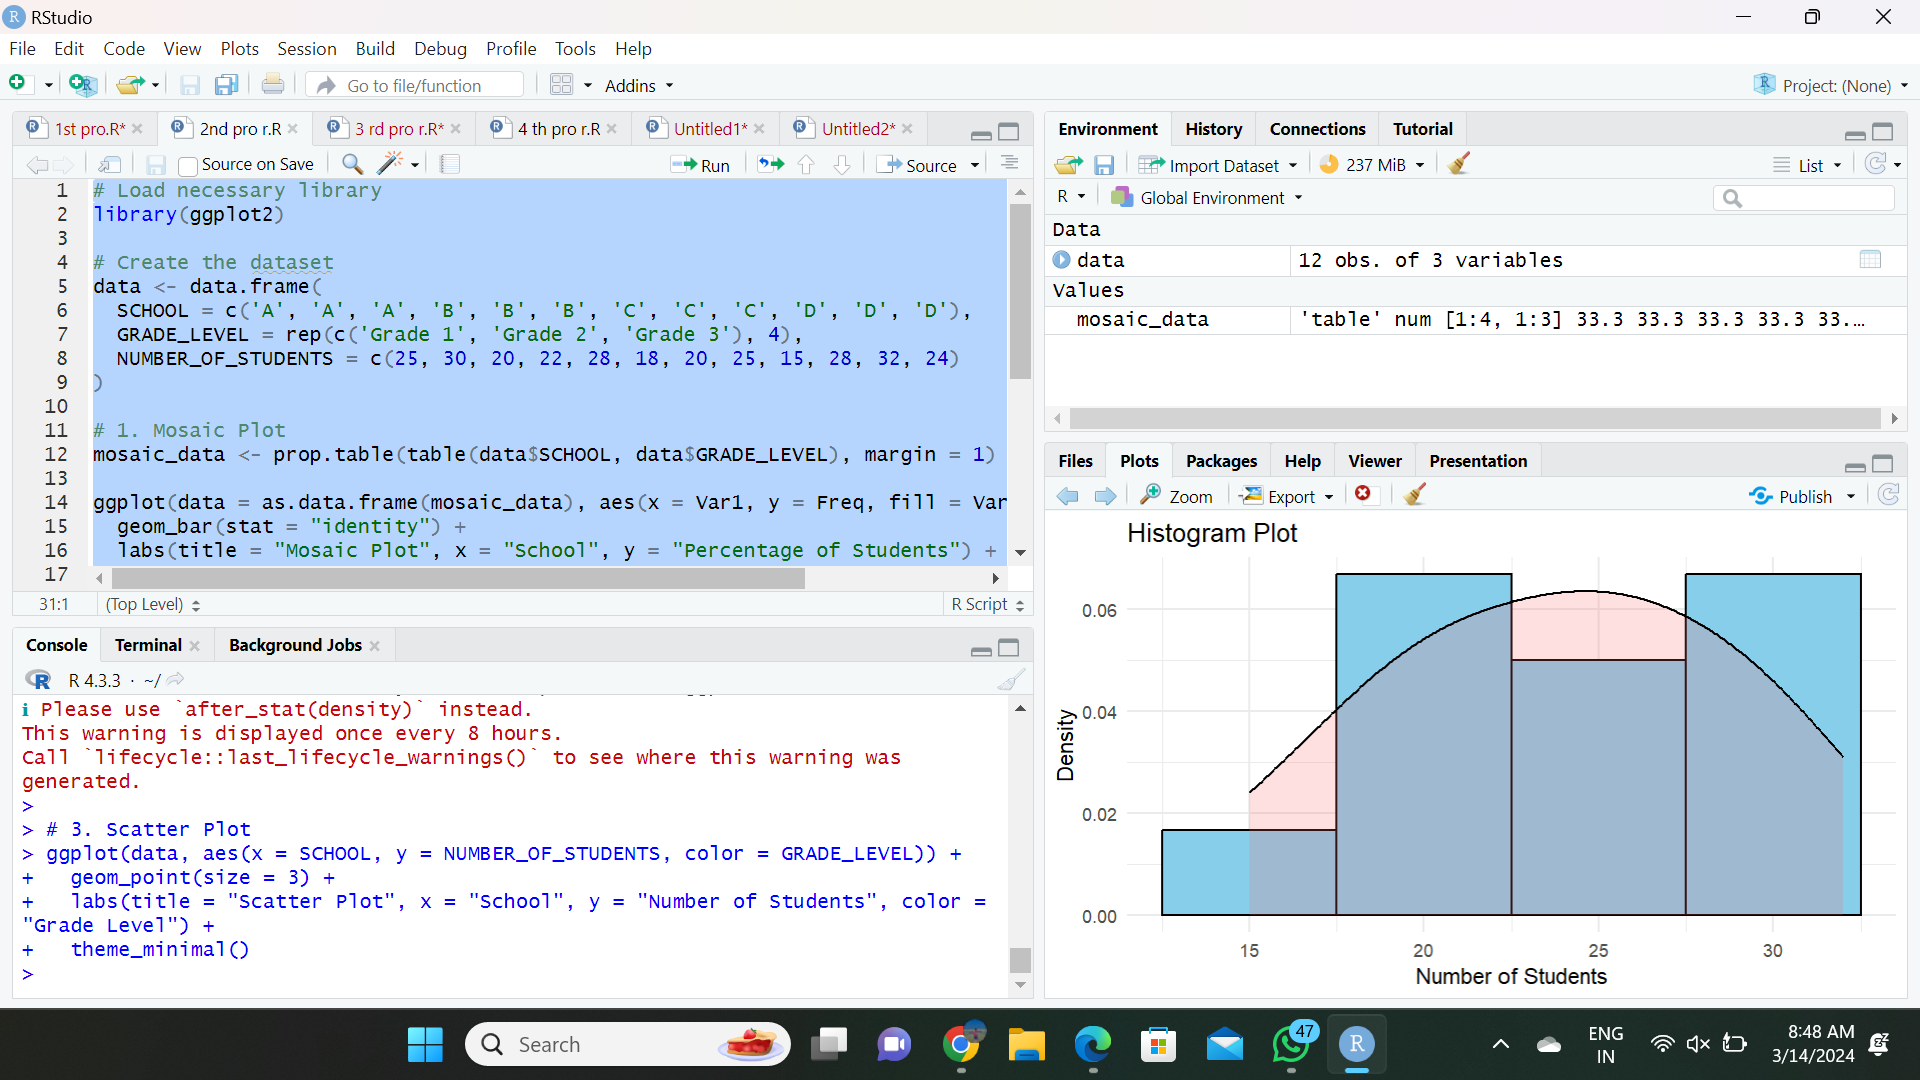 RStudio
File Edit Code View Plots Session Build Debug Profile Tools Help
Go to file/function Addins Project: (None)
1st pro.R* 2nd pro r.R 3 rd pro r.R* 4 th pro r.R Untitled1* Untitled2*
Source on Save Run Source
1 # Load necessary library
2 library(ggplot2)
3
4 # Create the dataset
5 data <- data.frame(
6 SCHOOL = c('A', 'A', 'A', 'B', 'B', 'B', 'C', 'C', 'C', 'D', 'D', 'D'),
7 GRADE_LEVEL = rep(c('Grade 1', 'Grade 2', 'Grade 3'), 4),
8 NUMBER_OF_STUDENTS = c(25, 30, 20, 22, 28, 18, 20, 25, 15, 28, 32, 24)
9 )
10
11 # 1. Mosaic Plot
12 mosaic_data <- prop.table(table(data$SCHOOL, data$GRADE_LEVEL), margin = 1)
13
14 ggplot(data = as.data.frame(mosaic_data), aes(x = Var1, y = Freq, fill = Var
15 geom_bar(stat = "identity") +
16 labs(title = "Mosaic Plot", x = "School", y = "Percentage of Students") +
17
31:1 (Top Level) R Script
Console Terminal Background Jobs
R 4.3.3 · ~/
i Please use `after_stat(density)` instead.
This warning is displayed once every 8 hours.
Call `lifecycle::last_lifecycle_warnings()` to see where this warning was
generated.
>
> # 3. Scatter Plot
> ggplot(data, aes(x = SCHOOL, y = NUMBER_OF_STUDENTS, color = GRADE_LEVEL)) +
+ geom_point(size = 3) +
+ labs(title = "Scatter Plot", x = "School", y = "Number of Students", color =
"Grade Level") +
+ theme_minimal()
>
Environment History Connections Tutorial
Import Dataset 237 MiB List
R Global Environment
Data
data 12 obs. of 3 variables
Values
mosaic_data 'table' num [1:4, 1:3] 33.3 33.3 33.3 33.3 33.…
Files Plots Packages Help Viewer Presentation
Zoom Export Publish
Histogram Plot
0.06
0.04
0.02
0.00
Density
15 20 25 30
Number of Students
Search
47
ENG
IN
8:48 AM
3/14/2024